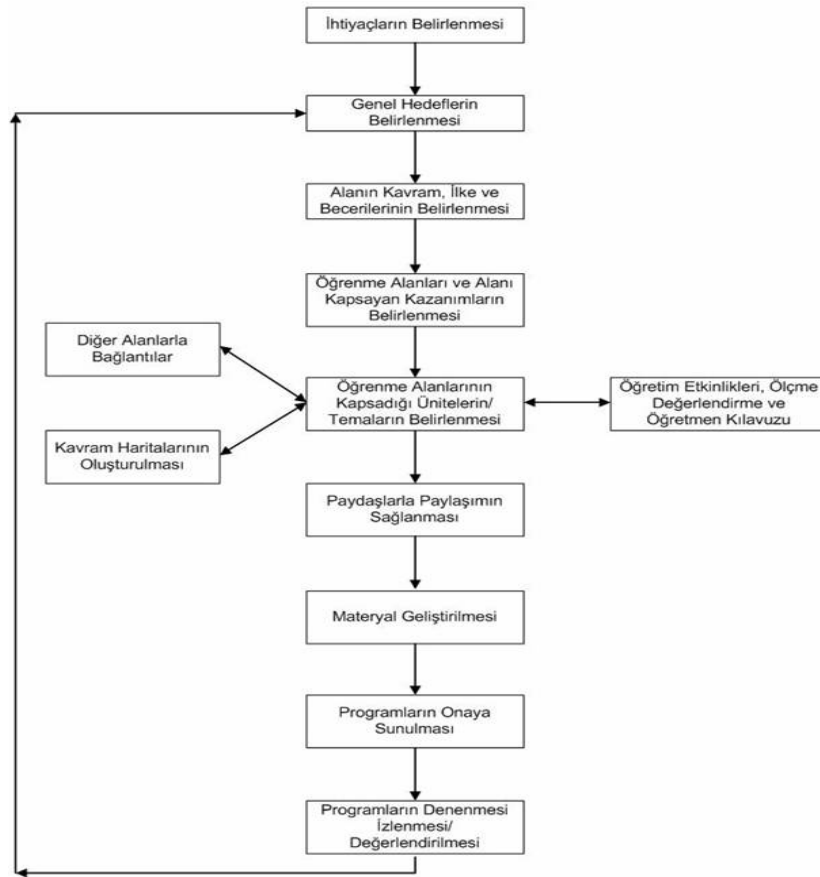 İhtiyaçların Belirlenmesi
Genel Hedeflerin
Belirlenmesi
Alanın Kavram, İlke ve
Becerilerinin Belirlenmesi
Öğrenme Alanları ve Alanı
Kapsayan Kazanımların
Belirlenmesi
Diğer Alanlarla
Bağlantılar
Öğrenme Alanlarının
Kapsadığı Ünitelerin/
Temaların Belirlenmesi
Öğretim Etkinlikleri, Ölçme
Değerlendirme ve
Öğretmen Kılavuzu
Kavram Haritalarının
Oluşturulması
Paydaşlarla Paylaşımın
Sağlanması
Materyal Geliştirilmesi
Programların Onaya
Sunulması
Programların Denenmesi
İzlenmesi/
Değerlendirilmesi